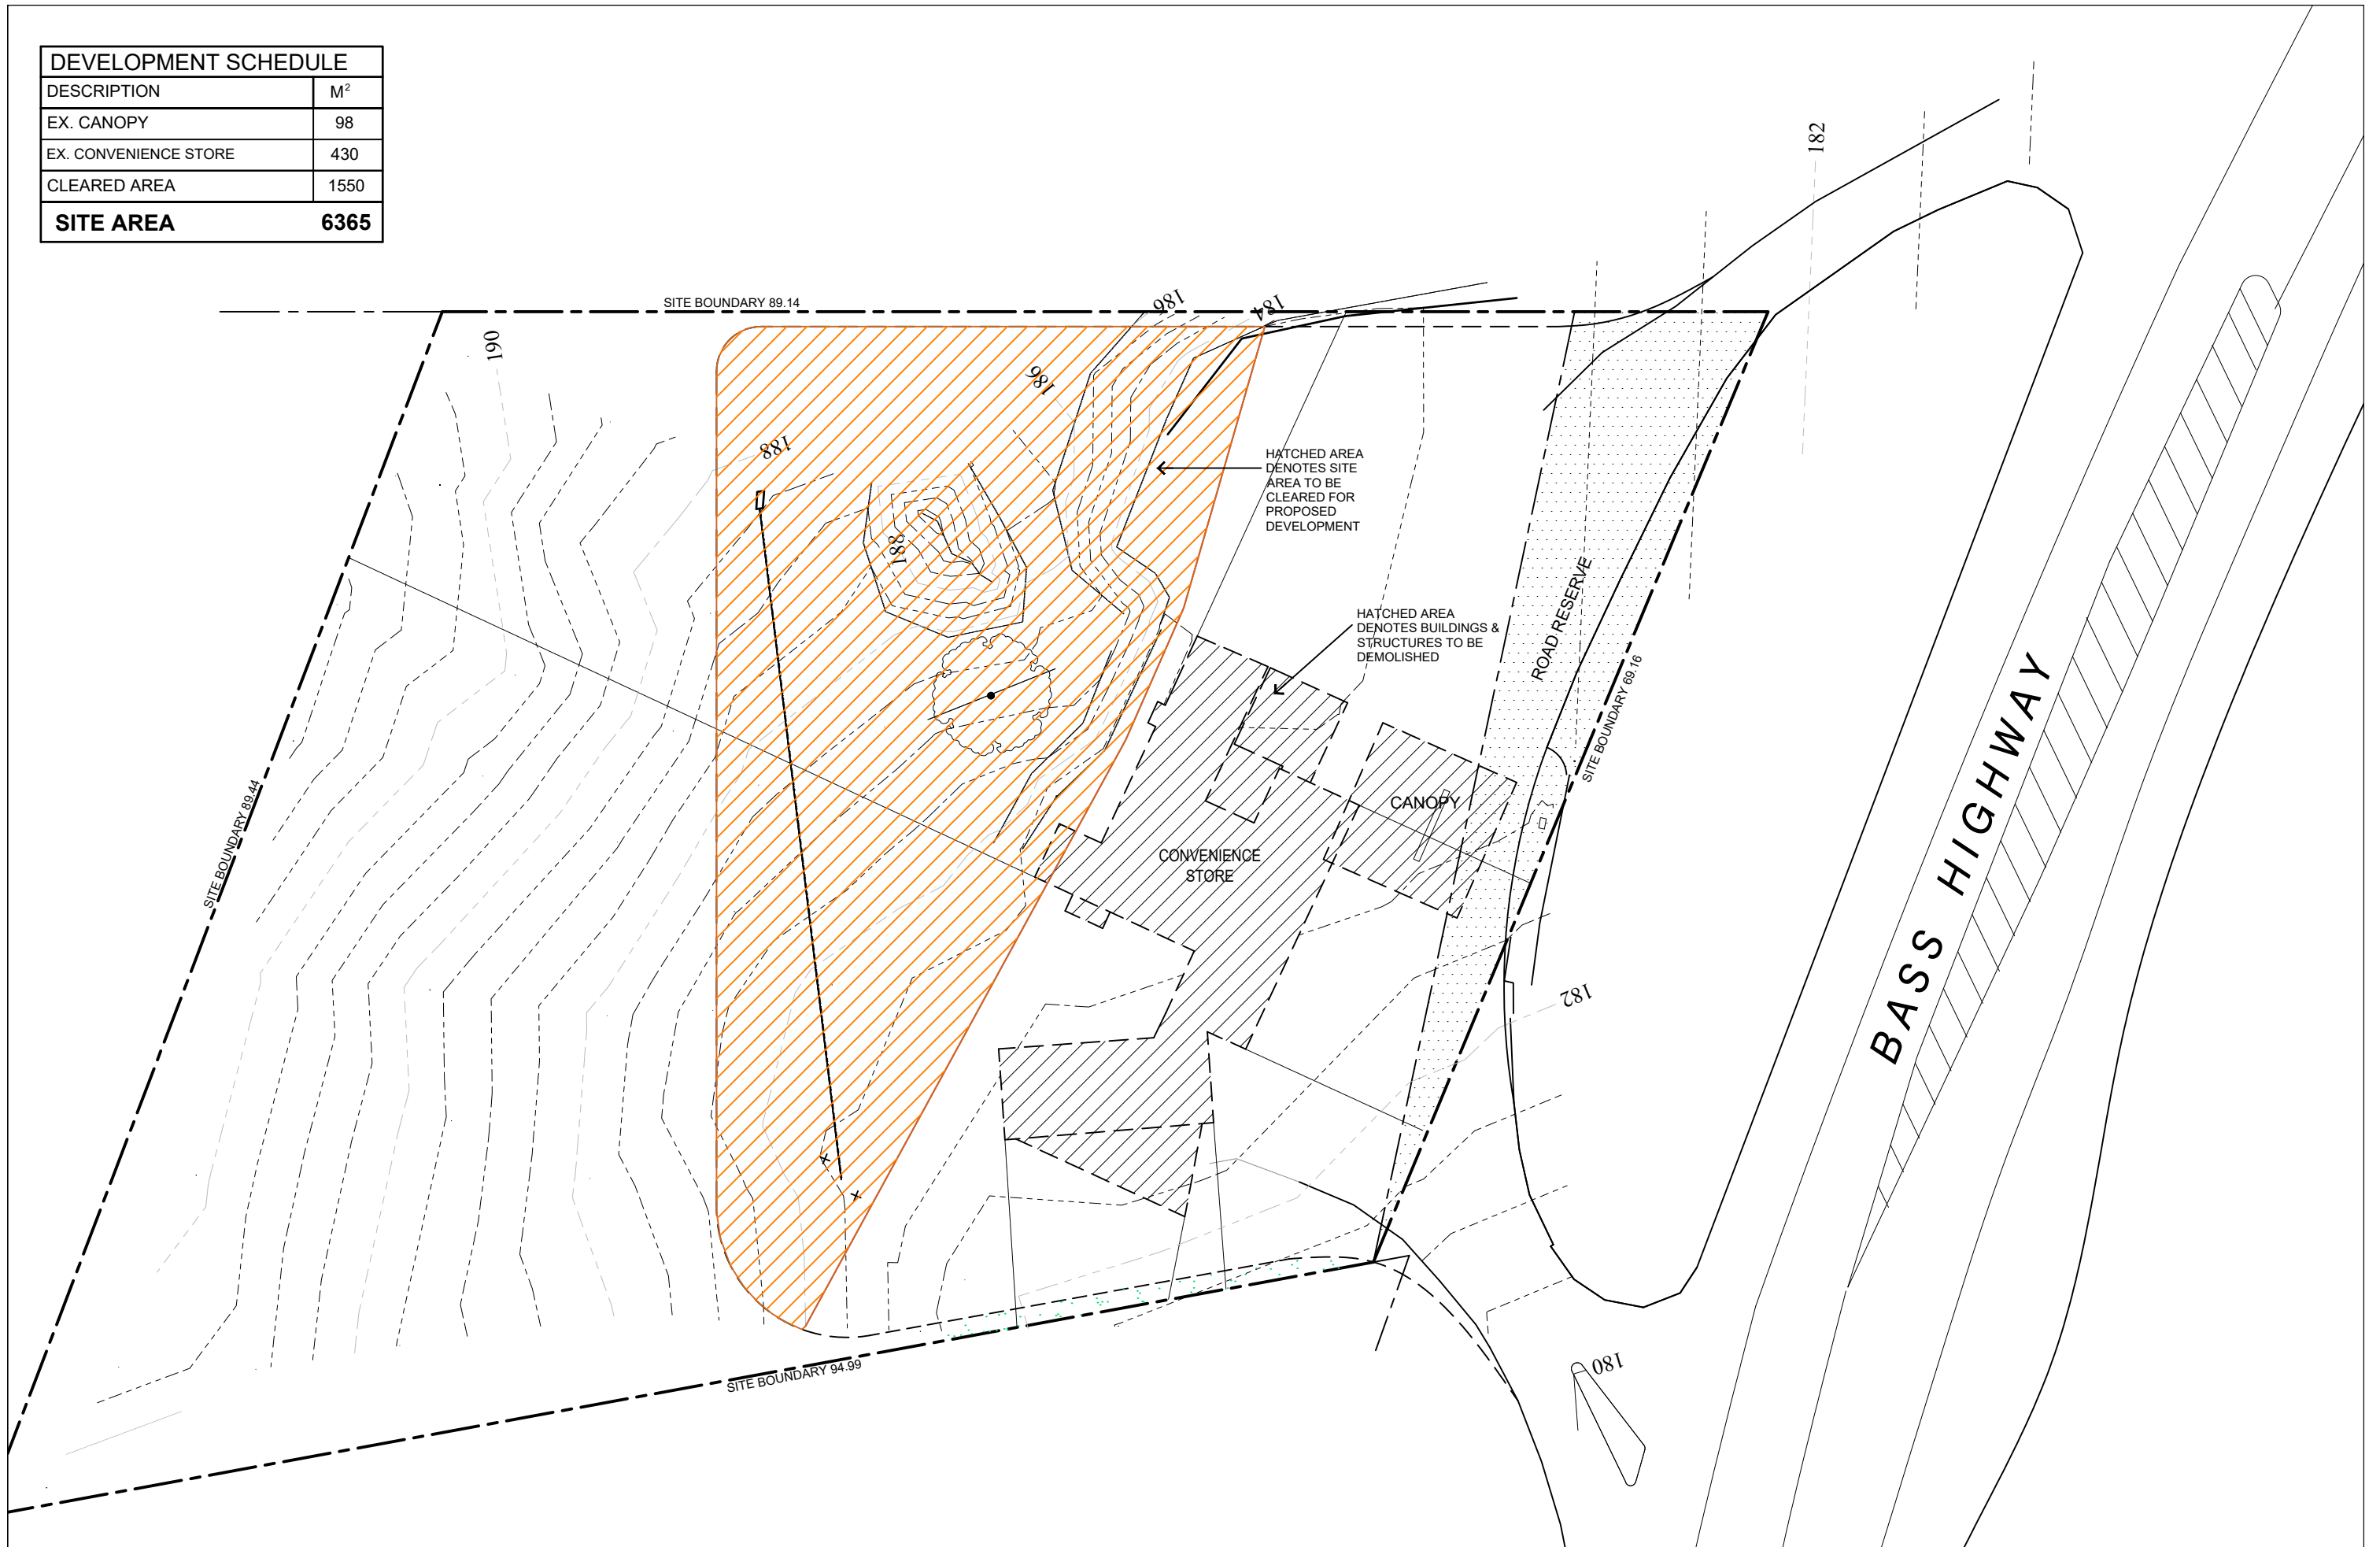 DEVELOPMENT SCHEDULE
DESCRIPTION M²
EX. CANOPY 98
EX. CONVENIENCE STORE 430
CLEARED AREA 1550
SITE AREA 6365
182
SITE BOUNDARY 89.14
186
184
190
186
188
HATCHED AREA
DENOTES SITE
AREA TO BE
CLEARED FOR
PROPOSED
DEVELOPMENT
188
HATCHED AREA
DENOTES BUILDINGS &
STRUCTURES TO BE
DEMOLISHED
ROAD RESERVE
SITE BOUNDARY 69.16
BASS HIGHWAY
SITE BOUNDARY 89.44
CANOPY
CONVENIENCE
STORE
182
180
SITE BOUNDARY 94.99